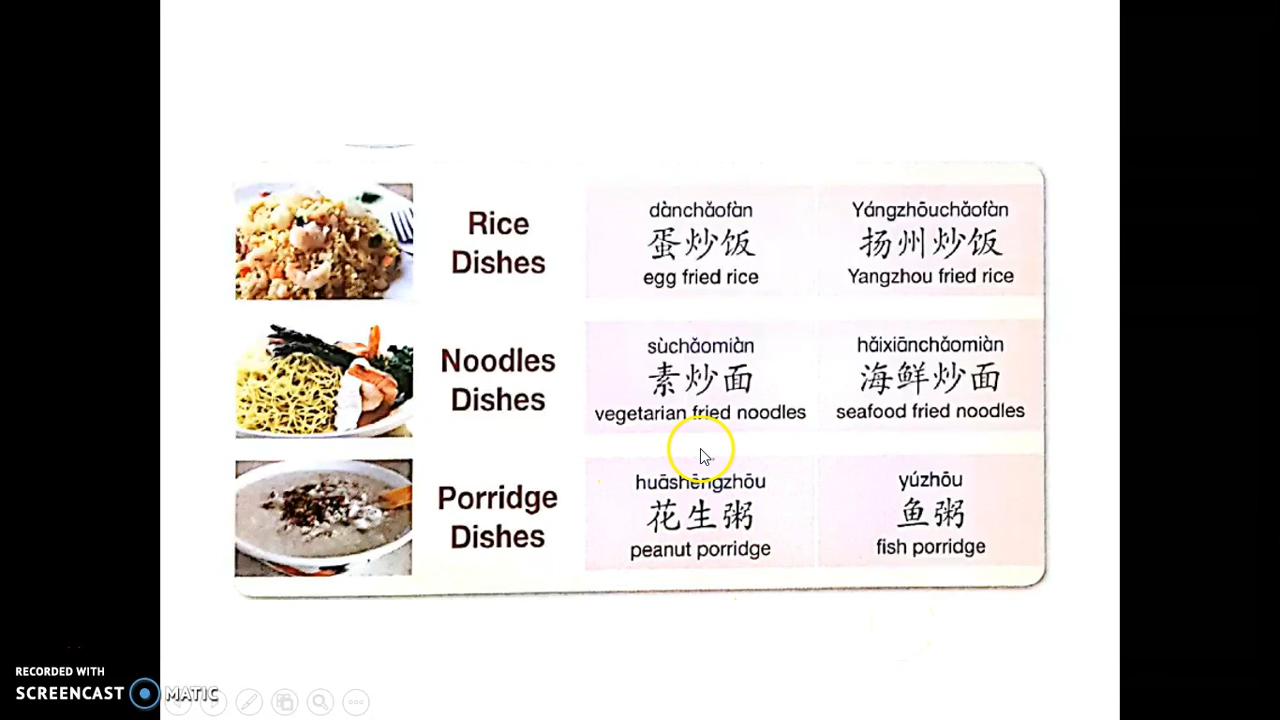 Rice
Dishes
dànchǎofàn
蛋炒饭
egg fried rice
Yángzhōuchǎofàn
扬州炒饭
Yangzhou fried rice
Noodles
Dishes
sùchǎomiàn
素炒面
vegetarian fried noodles
hǎixiānchǎomiàn
海鲜炒面
seafood fried noodles
Porridge
Dishes
huāshēngzhōu
花生粥
peanut porridge
yúzhōu
鱼粥
fish porridge
RECORDED WITH
SCREENCAST MATIC